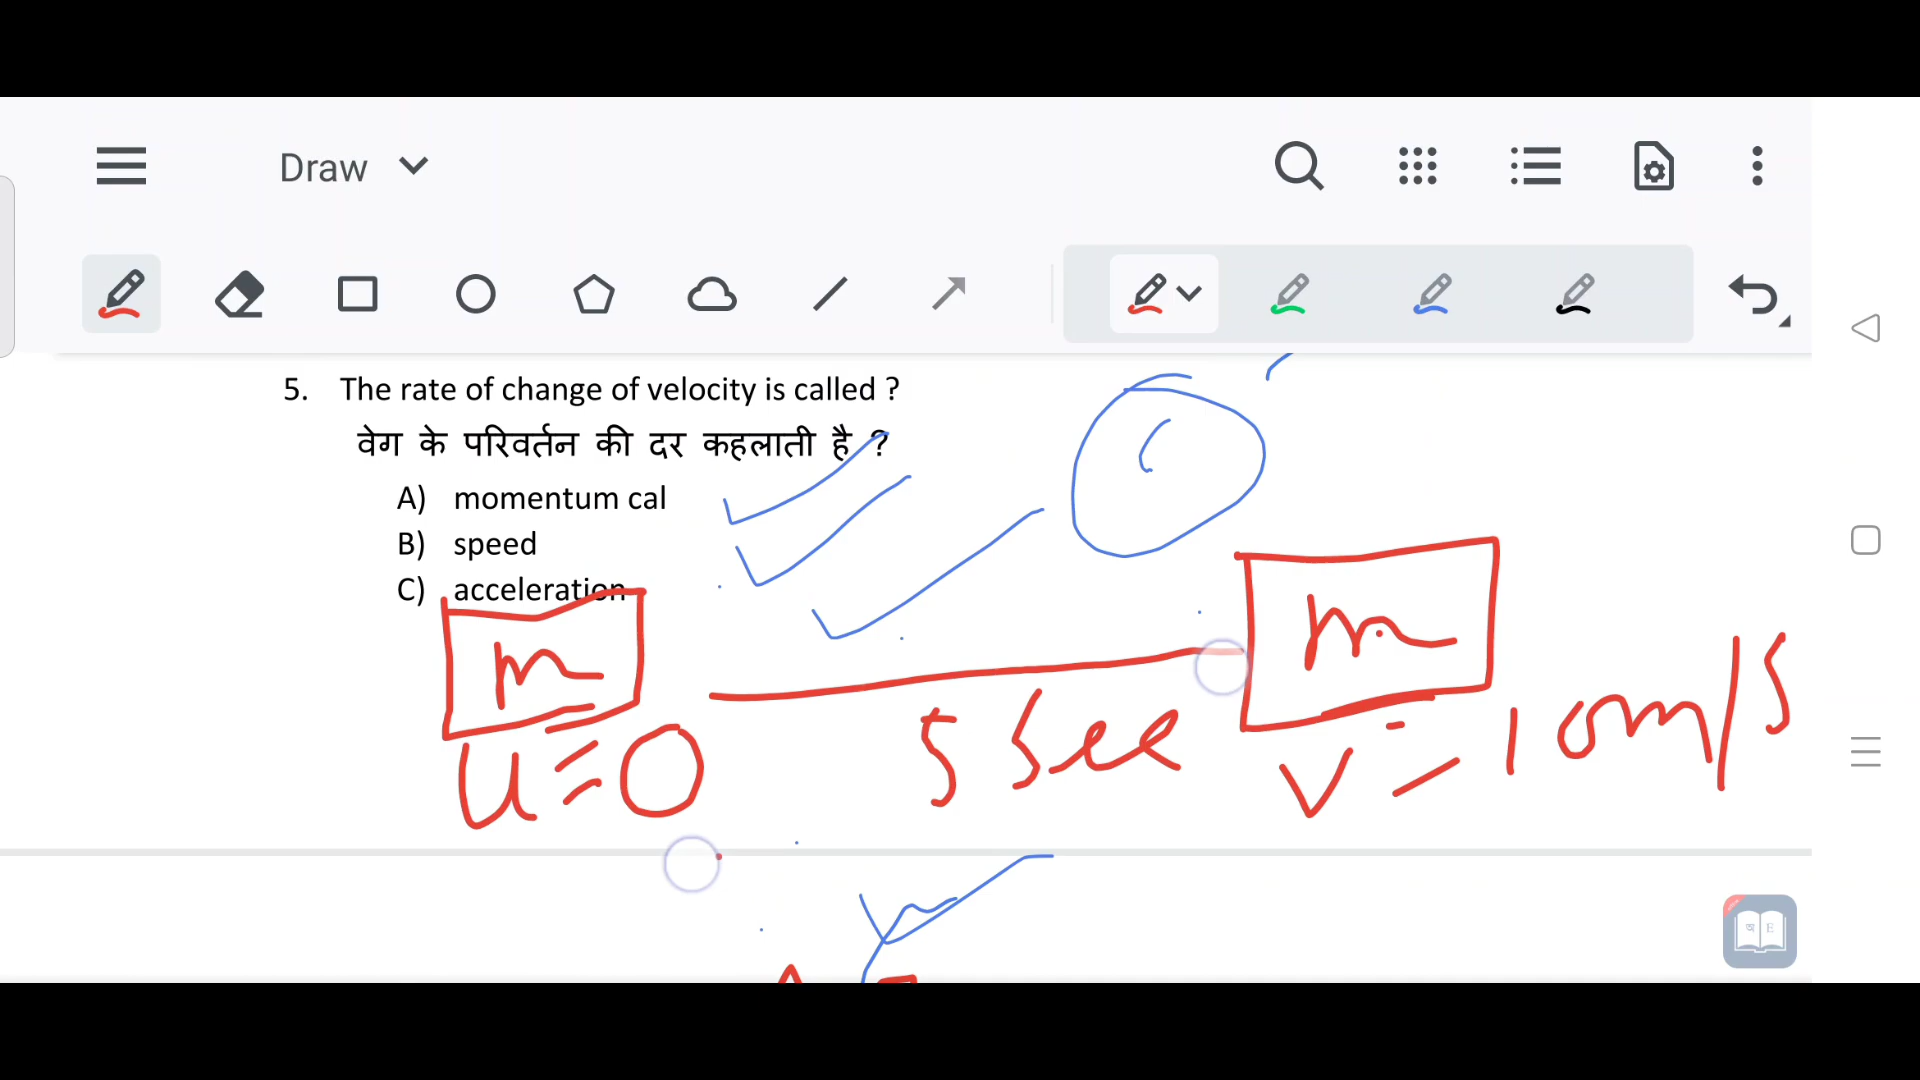 Draw
5. The rate of change of velocity is called ?
वेग के परिवर्तन की दर कहलाती है ?
A) momentum cal
B) speed
C) acceleration
m
m
u=0
5 Sec
v=10m/s
অ E